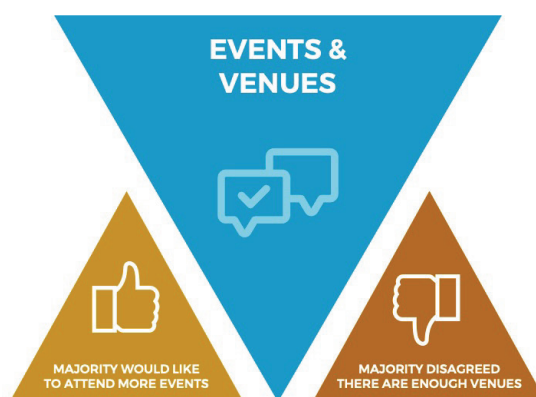 EVENTS &
VENUES
MAJORITY WOULD LIKE
TO ATTEND MORE EVENTS
MAJORITY DISAGREED
THERE ARE ENOUGH VENUES